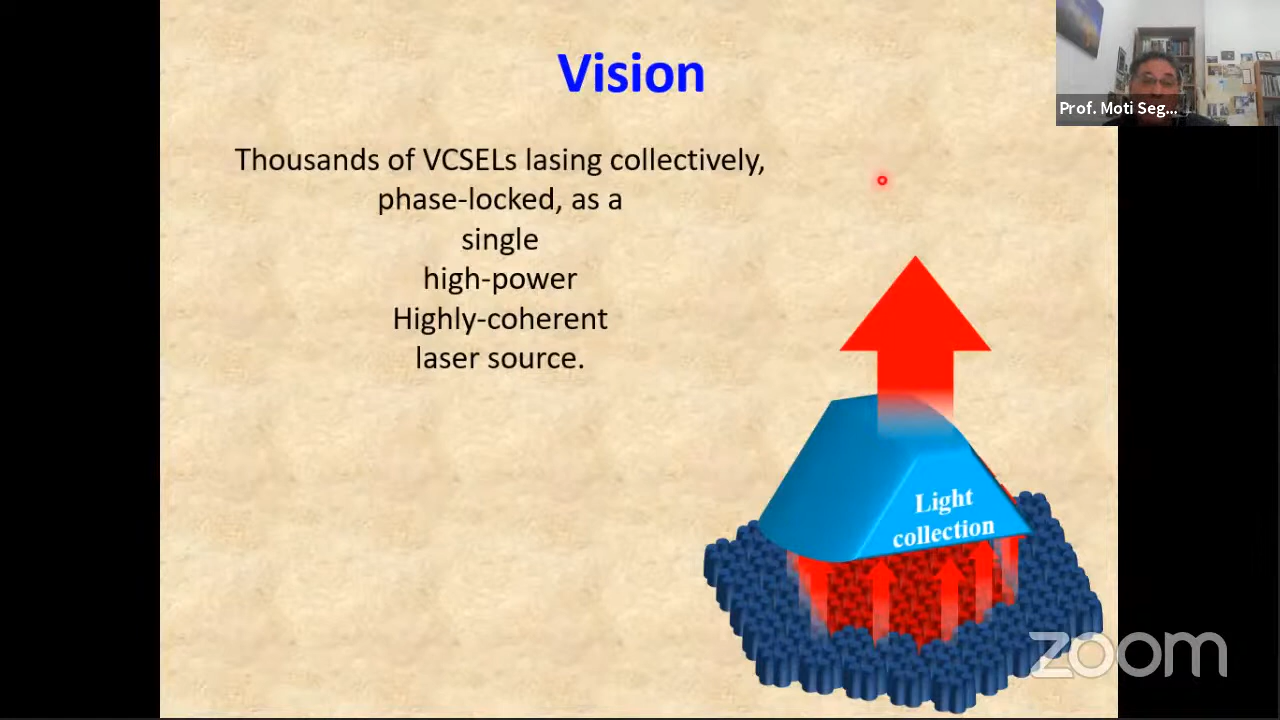 Vision
Prof. Moti Seg...
Thousands of VCSELs lasing collectively,
phase-locked, as a
single
high-power
Highly-coherent
laser source.
Light
collection
zoom